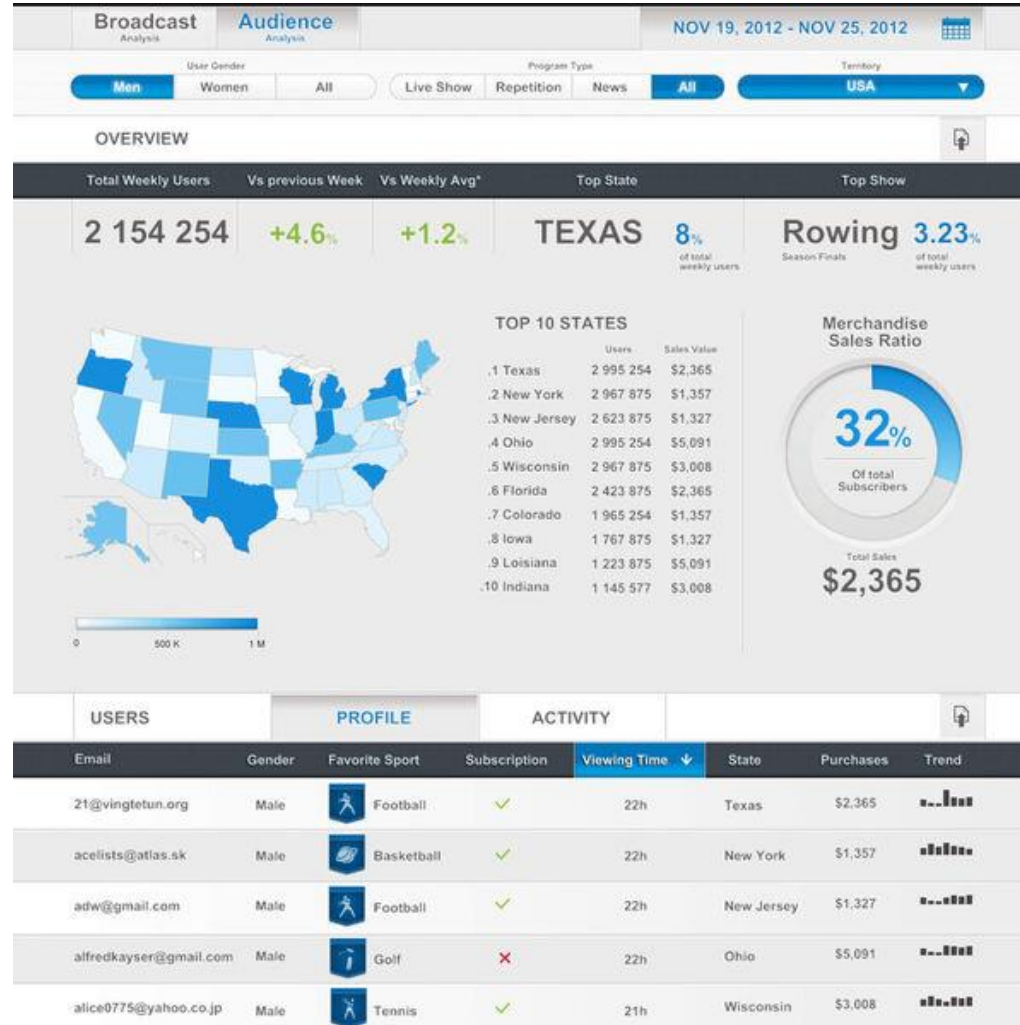 Broadcast
Analysis
Audience
Analysis
NOV 19, 2012 - NOV 25, 2012
User Gender
Program Type
Territory
Men Women All
Live Show Repetition News All
USA
OVERVIEW
Total Weekly Users Vs previous Week Vs Weekly Avg* Top State Top Show
2 154 254 +4.6% +1.2% TEXAS 8% Rowing 3.23%
of total
weekly users
Season Finals
of total
weekly users
TOP 10 STATES
Users Sales Value
.1 Texas 2 995 254 $2,365
.2 New York 2 967 875 $1,357
.3 New Jersey 2 623 875 $1,327
.4 Ohio 2 995 254 $5,091
.5 Wisconsin 2 967 875 $3,008
.6 Florida 2 423 875 $2,365
.7 Colorado 1 965 254 $1,357
.8 Iowa 1 767 875 $1,327
.9 Loisiana 1 223 875 $5,091
.10 Indiana 1 145 577 $3,008
Merchandise
Sales Ratio
32%
Of total
Subscribers
Total Sales
$2,365
0 500 K 1 M
USERS PROFILE ACTIVITY
Email Gender Favorite Sport Subscription Viewing Time State Purchases Trend
21@vingtetun.org Male Football 22h Texas $2,365
acelists@atlas.sk Male Basketball 22h New York $1,357
adw@gmail.com Male Football 22h New Jersey $1,327
alfredkayser@gmail.com Male Golf 22h Ohio $5,091
alice0775@yahoo.co.jp Male Tennis 21h Wisconsin $3,008